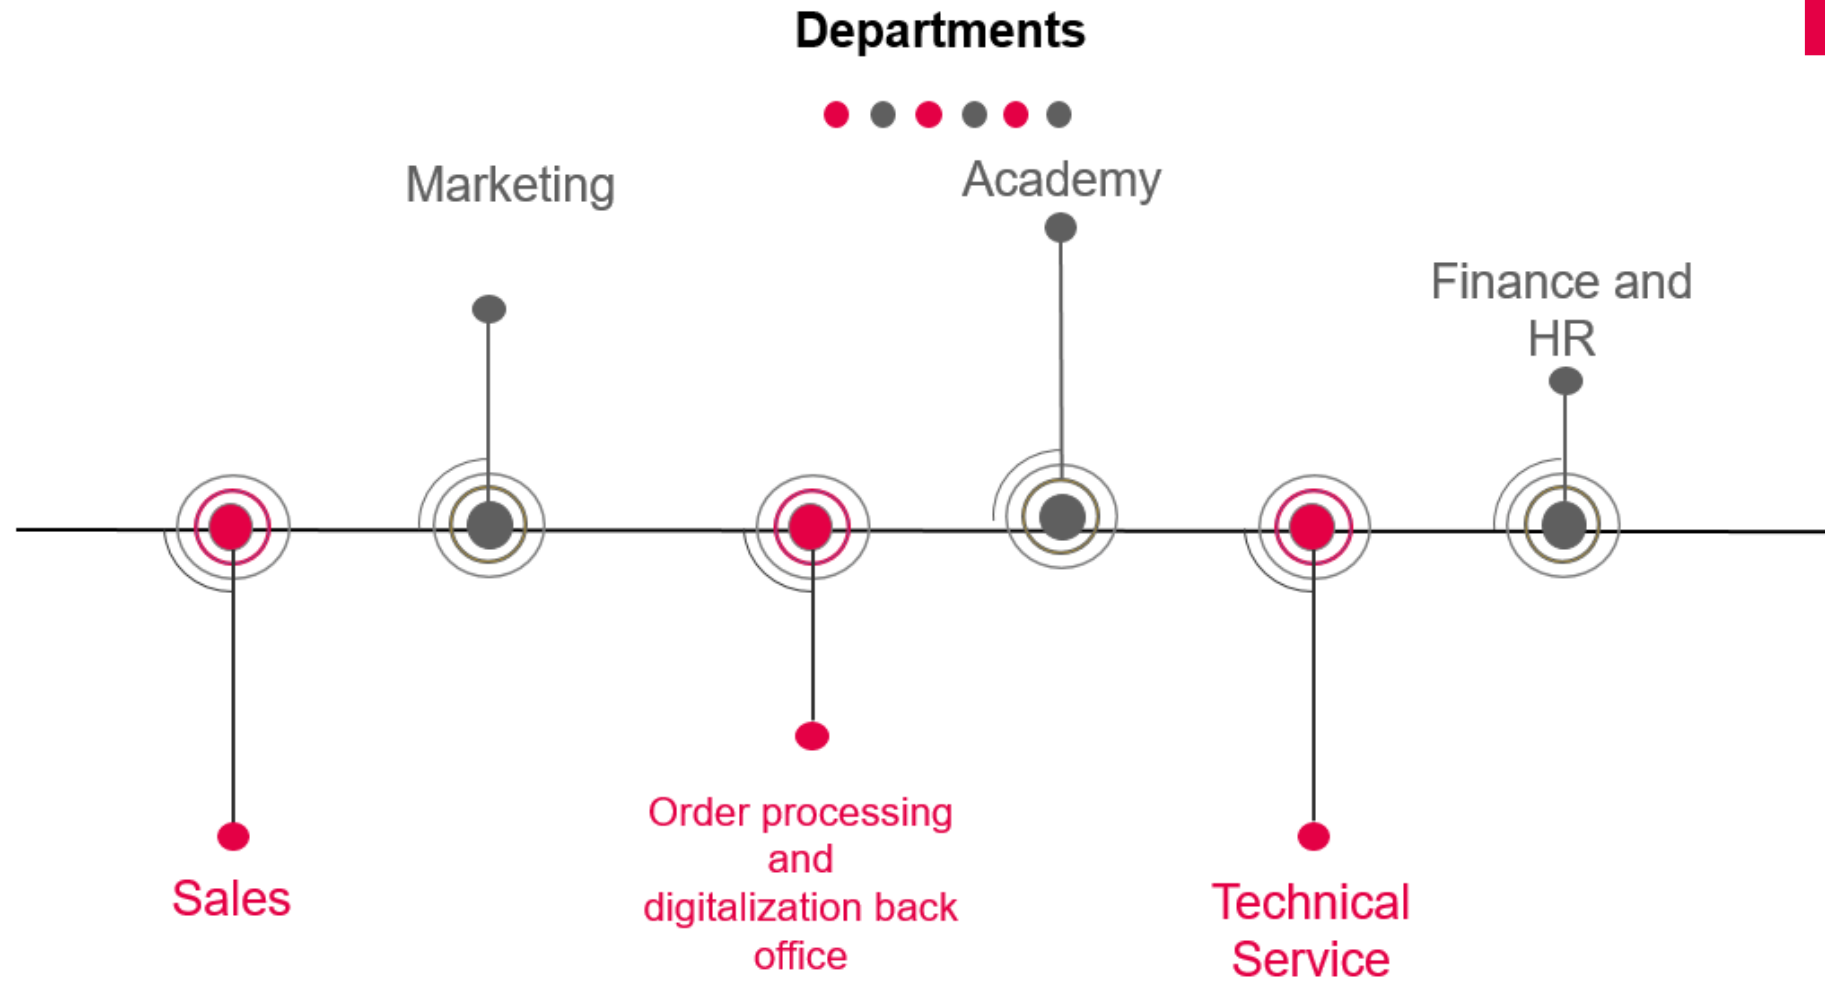 Departments
Marketing
Academy
Finance and
HR
Sales
Order processing
and
digitalization back
office
Technical
Service